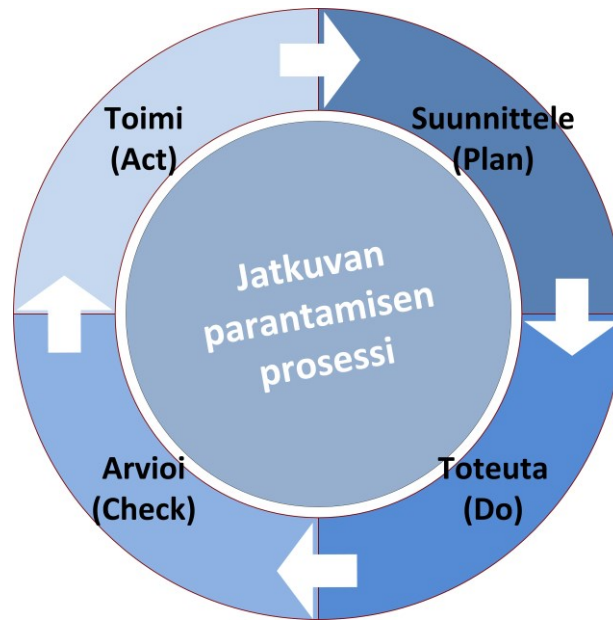 Toimi
(Act)
Suunnittele
(Plan)
Jatkuvan
parantamisen
prosessi
Arvioi
(Check)
Toteuta
(Do)